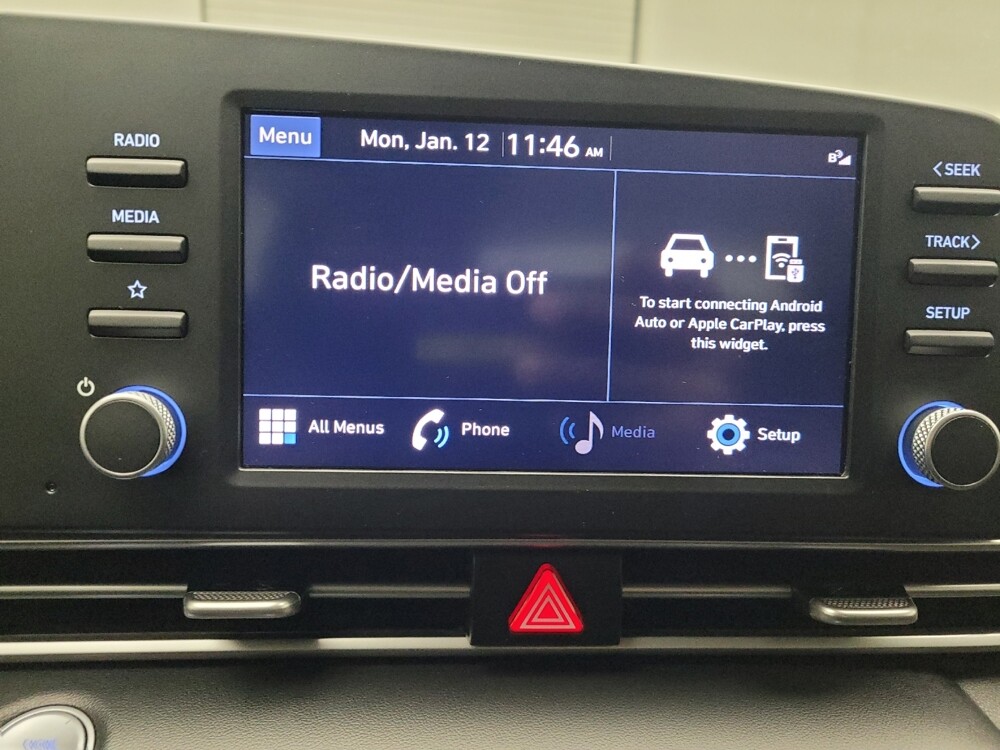 RADIO
MEDIA
Menu
Mon, Jan. 12
11:46 AM
Radio/Media Off
To start connecting Android
Auto or Apple CarPlay, press
this widget.
All Menus
Phone
Media
Setup
<SEEK
TRACK>
SETUP